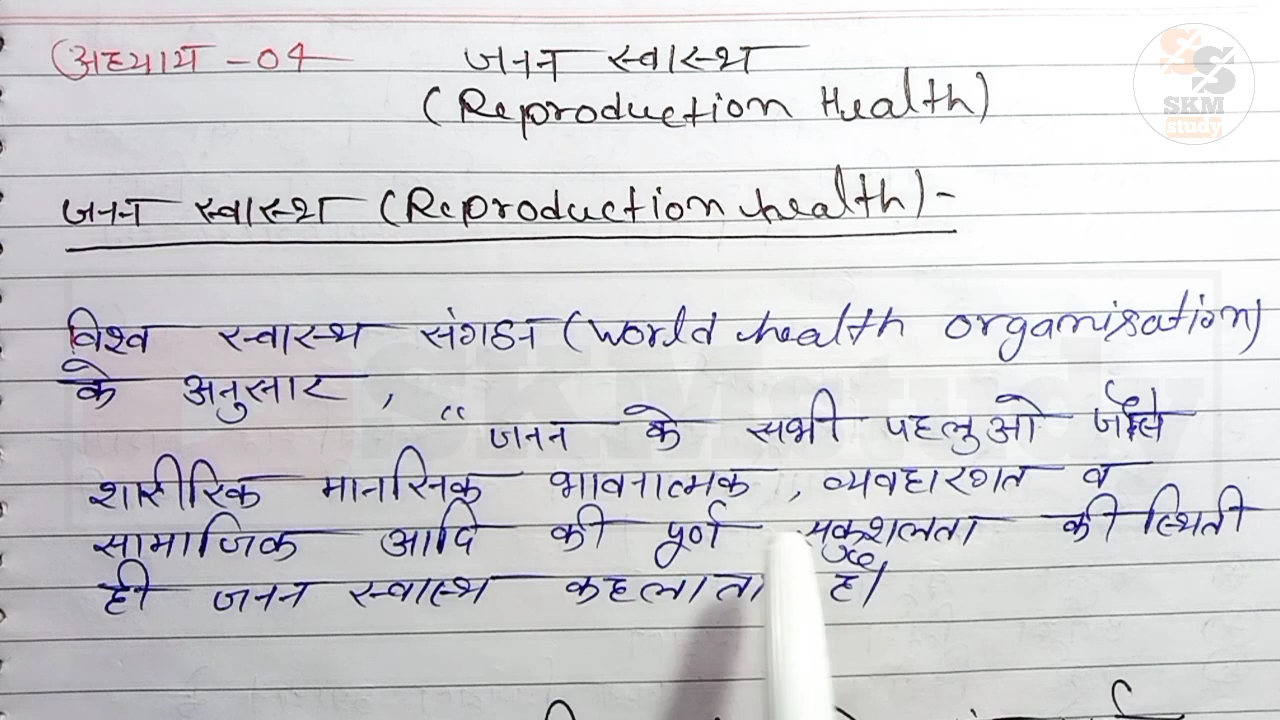 अध्याय -04 जनन स्वास्थ
(Reproduction Health)
SKM
study
जनन स्वास्थ (Reproduction health) -
विश्व स्वास्थ संगठन (World health organisation)
के अनुसार,
" जनन के सभी पहलुओ जैसे
शारीरिक मानसिक भावनात्मक, व्यवहारगत व
सामाजिक आदि की पूर्ण सुकुशलता की स्थिती
ही जनन स्वास्थ कहलाता है।